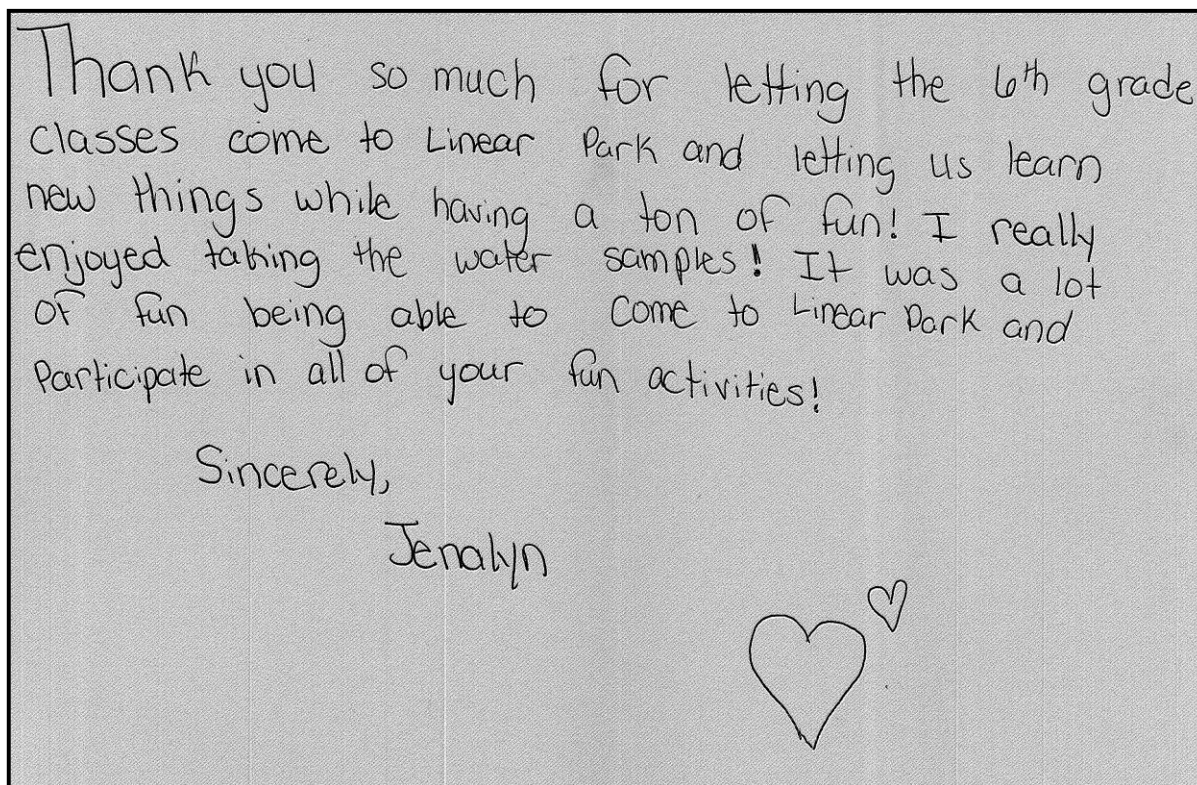 Thank you so much for letting the 6th grade
classes come to Linear Park and letting us learn
new things while having a ton of fun! I really
enjoyed taking the water samples! It was a lot
of fun being able to come to Linear Park and
Participate in all of your fun activities!
Sincerely,
Jenalyn